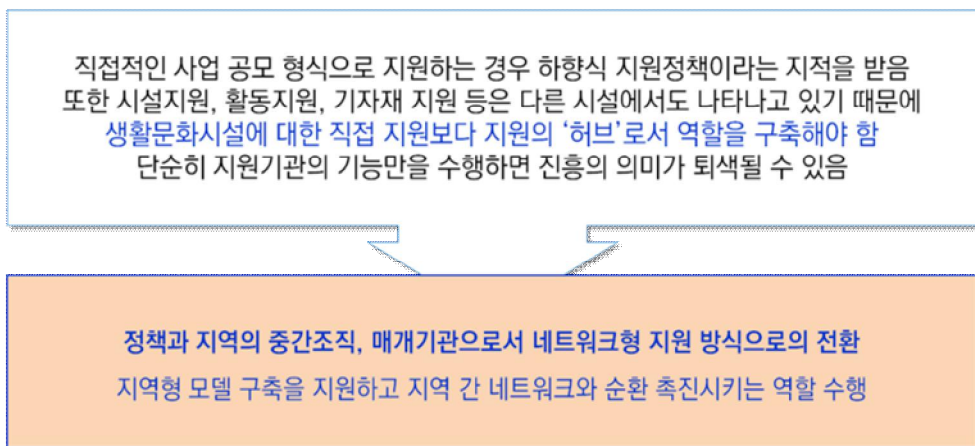 직접적인 사업 공모 형식으로 지원하는 경우 하향식 지원정책이라는 지적을 받음
또한 시설지원, 활동지원, 기자재 지원 등은 다른 시설에서도 나타나고 있기 때문에
생활문화시설에 대한 직접 지원보다 지원의 ‘허브’로서 역할을 구축해야 함
단순히 지원기관의 기능만을 수행하면 진흥의 의미가 퇴색될 수 있음
정책과 지역의 중간조직, 매개기관으로서 네트워크형 지원 방식으로의 전환
지역형 모델 구축을 지원하고 지역 간 네트워크와 순환 촉진시키는 역할 수행